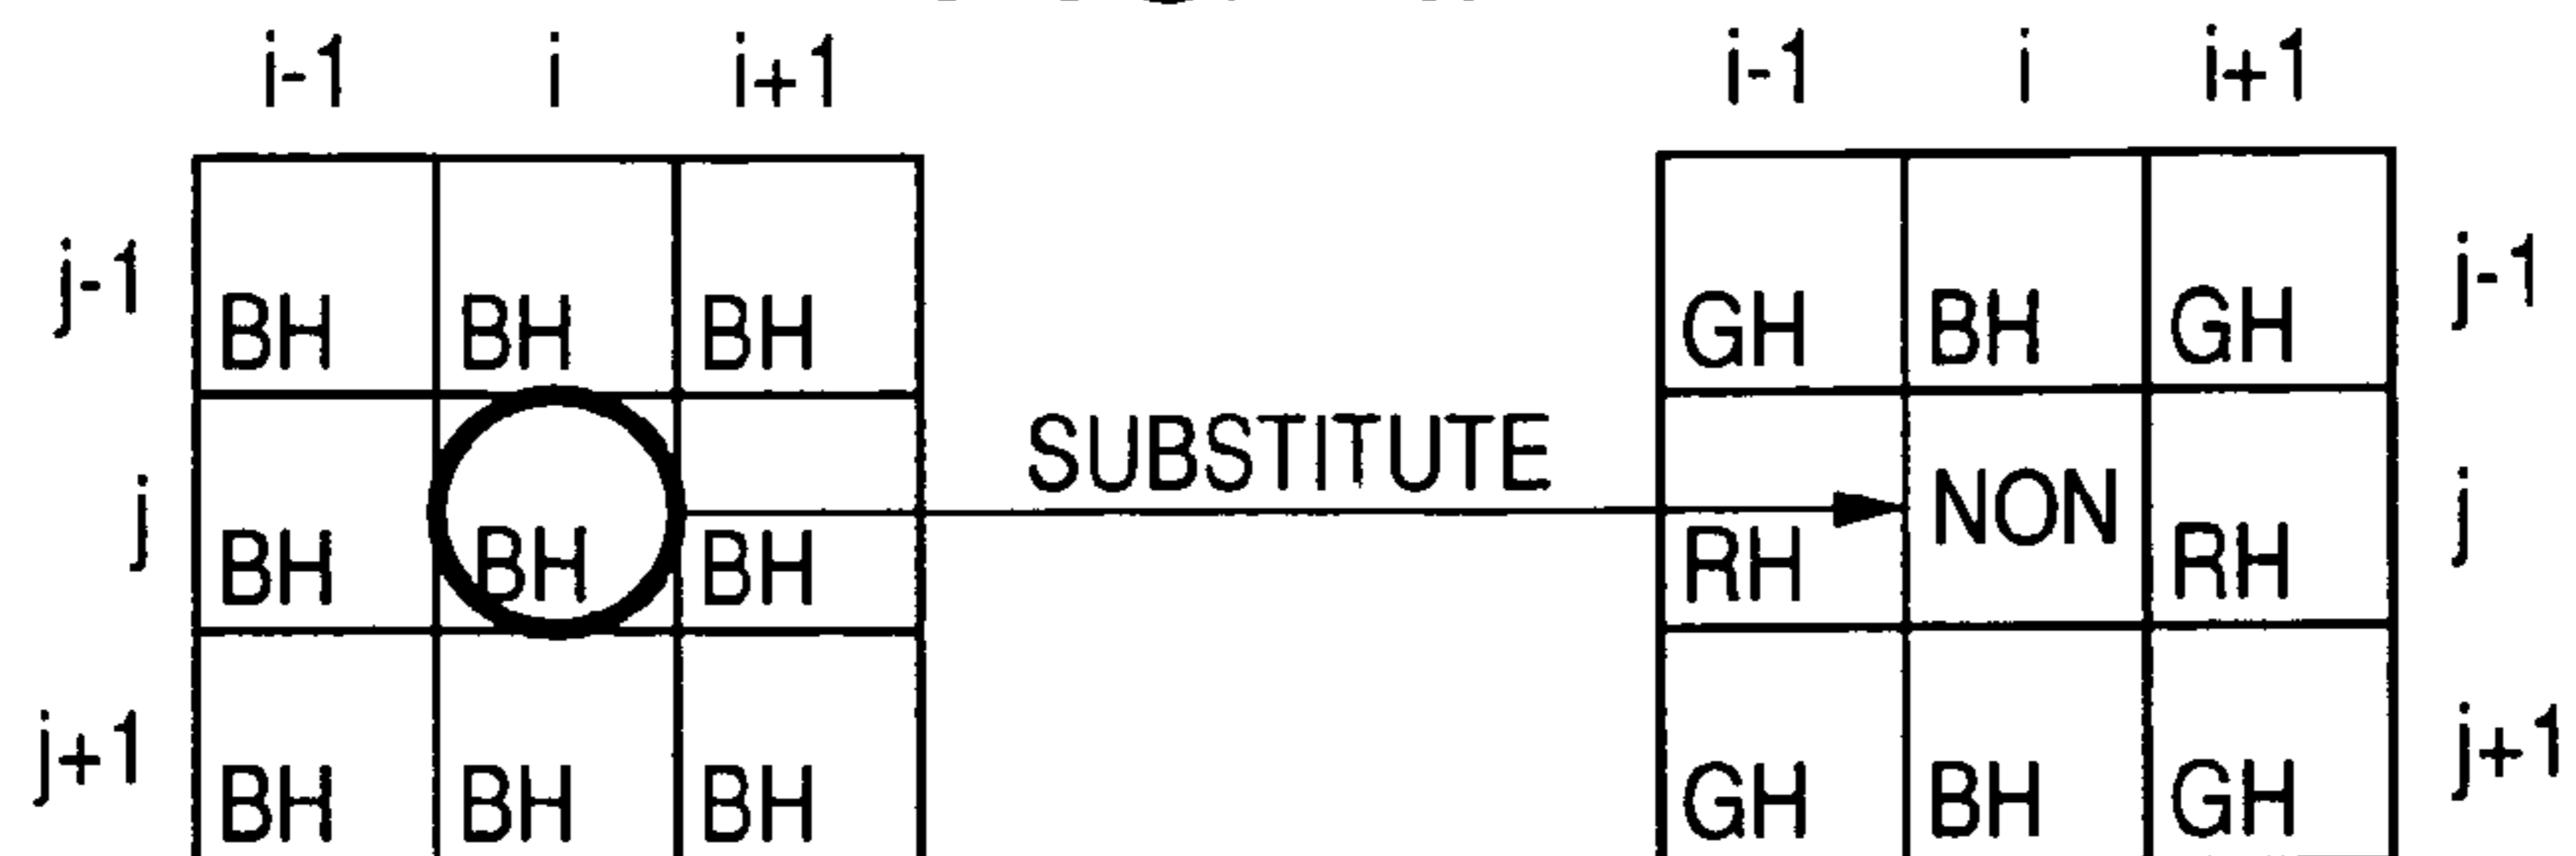 i-1 i i+1 i-1 i i+1
j-1 BH BH BH GH BH GH j-1
SUBSTITUTE
j BH BH BH RH NON RH j
j+1 BH BH BH GH BH GH j+1